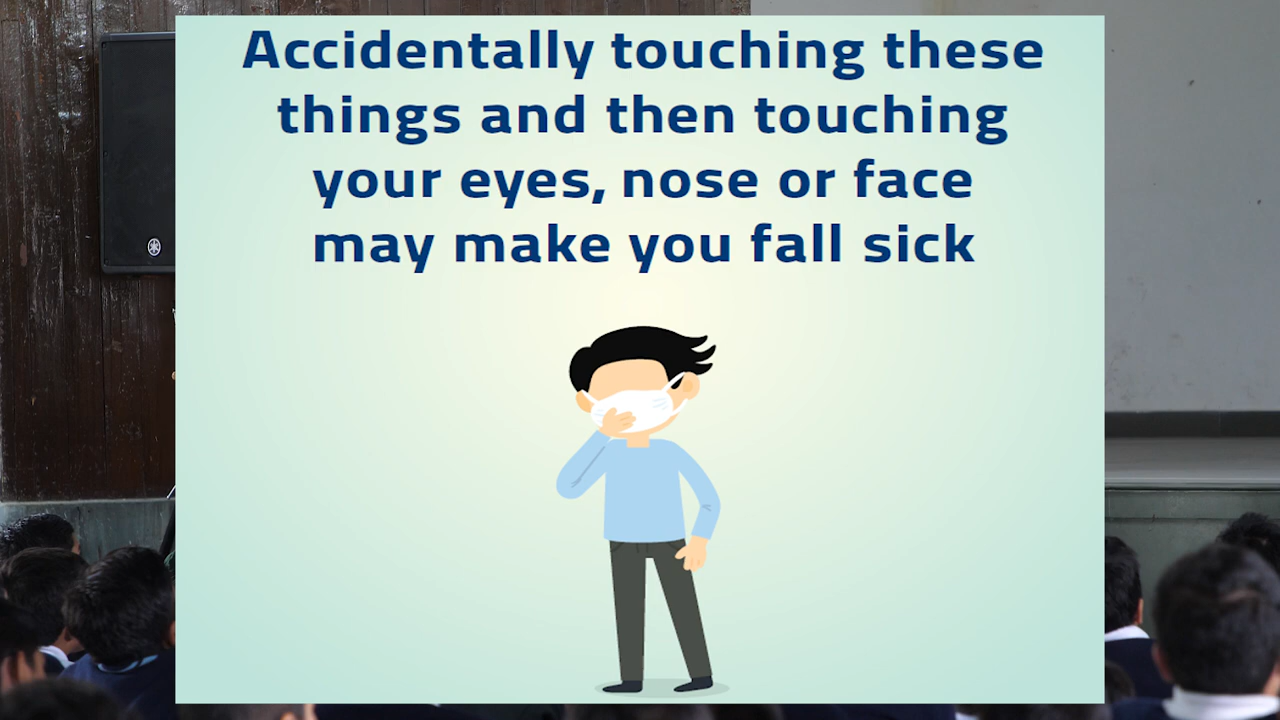 Accidentally touching these
things and then touching
your eyes, nose or face
may make you fall sick